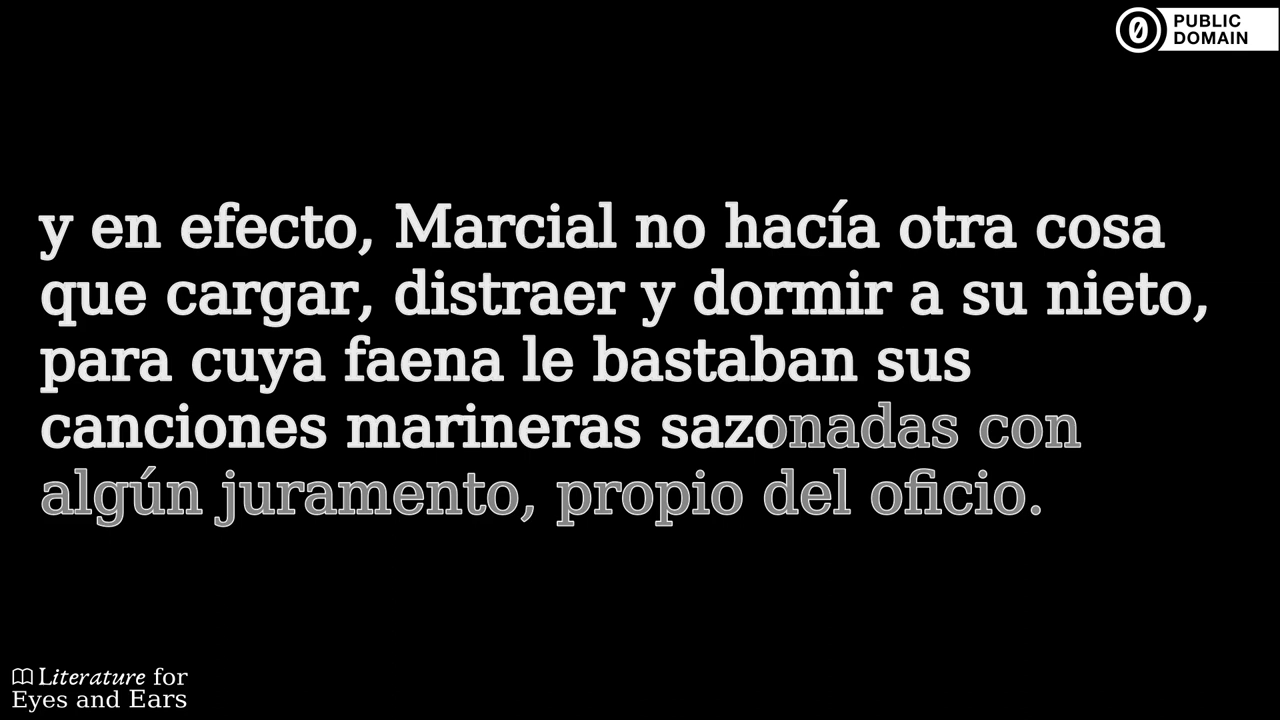 PUBLIC
DOMAIN
y en efecto, Marcial no hacía otra cosa
que cargar, distraer y dormir a su nieto,
para cuya faena le bastaban sus
canciones marineras sazonadas con
algún juramento, propio del oficio.
Literature for
Eyes and Ears